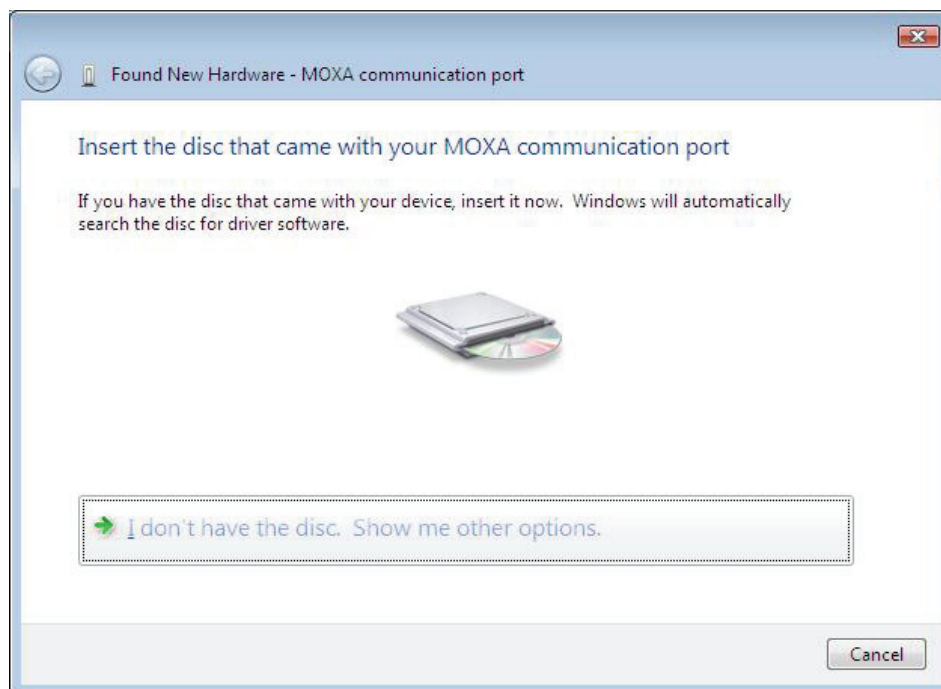 Found New Hardware - MOXA communication port
Insert the disc that came with your MOXA communication port
If you have the disc that came with your device, insert it now.  Windows will automatically
search the disc for driver software.
I don't have the disc.  Show me other options.
Cancel